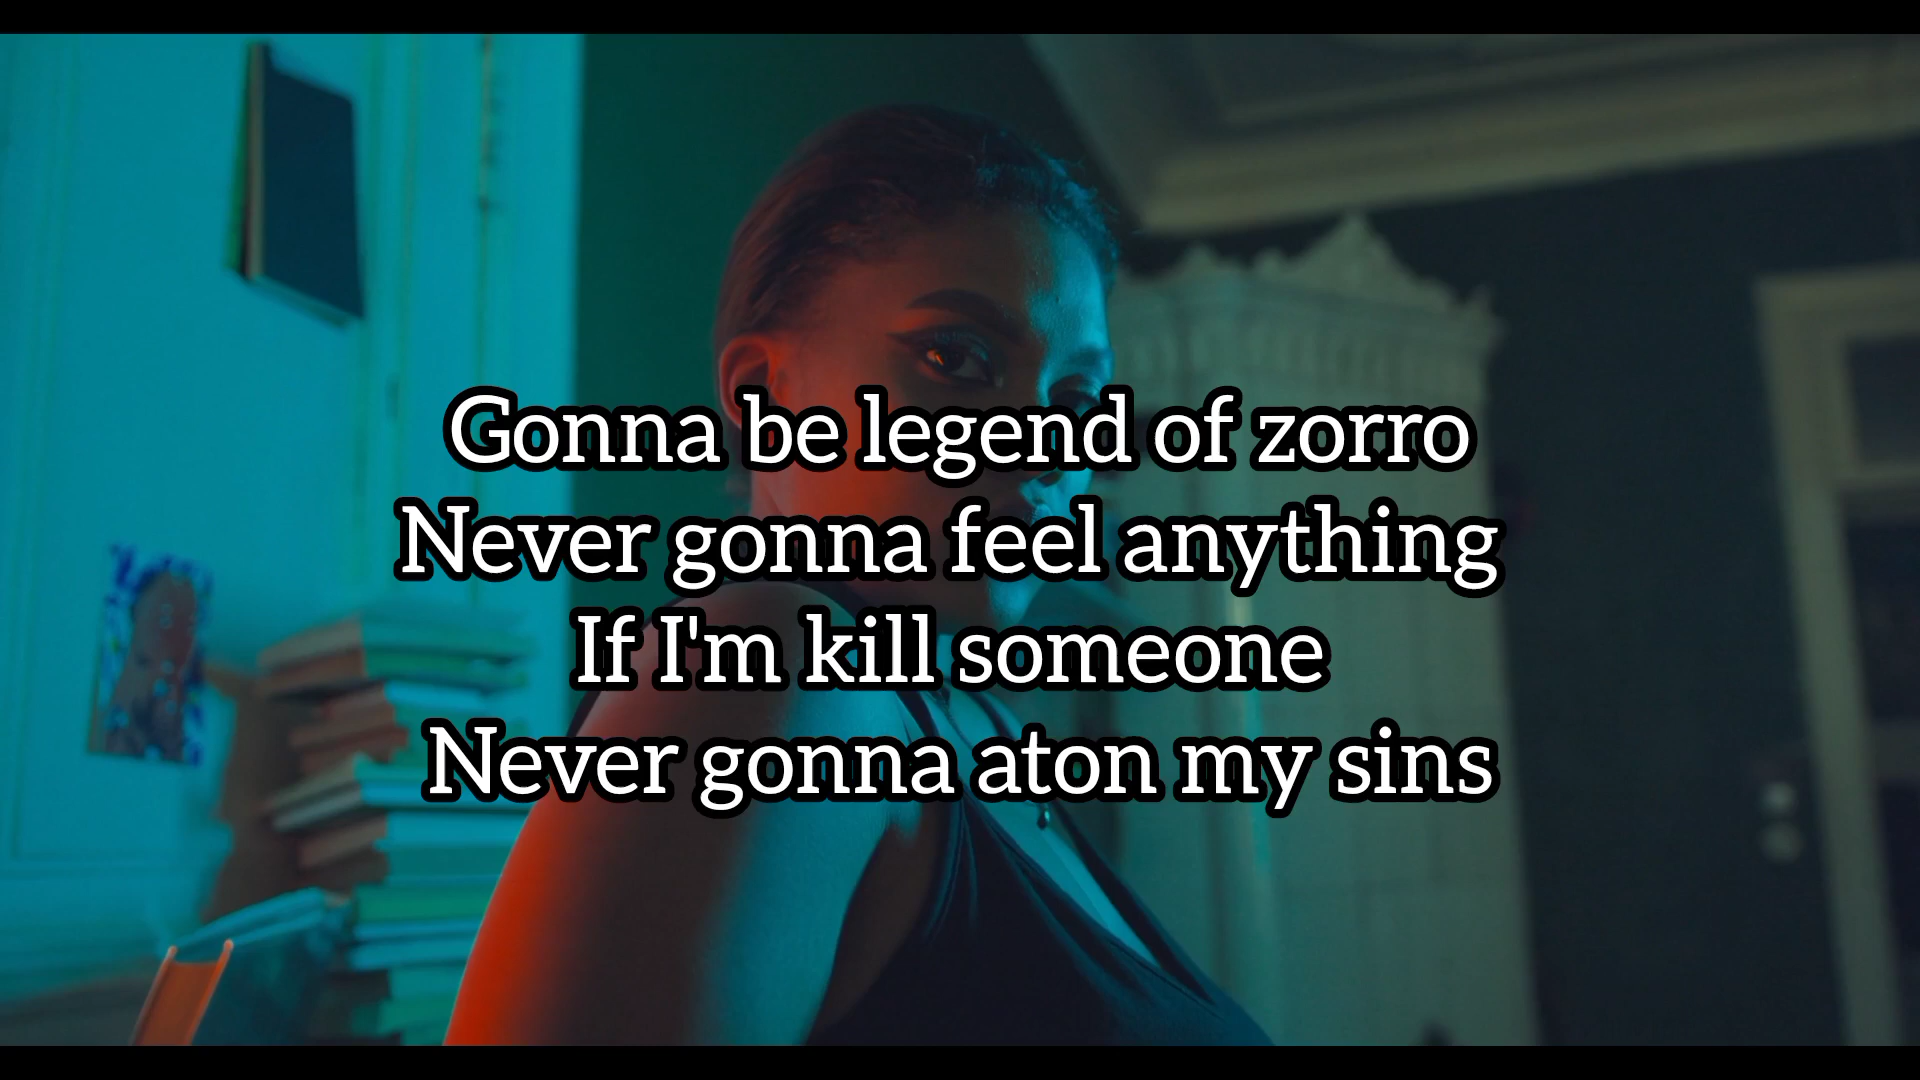 Gonna be legend of zorro
Never gonna feel anything
If I'm kill someone
Never gonna aton my sins